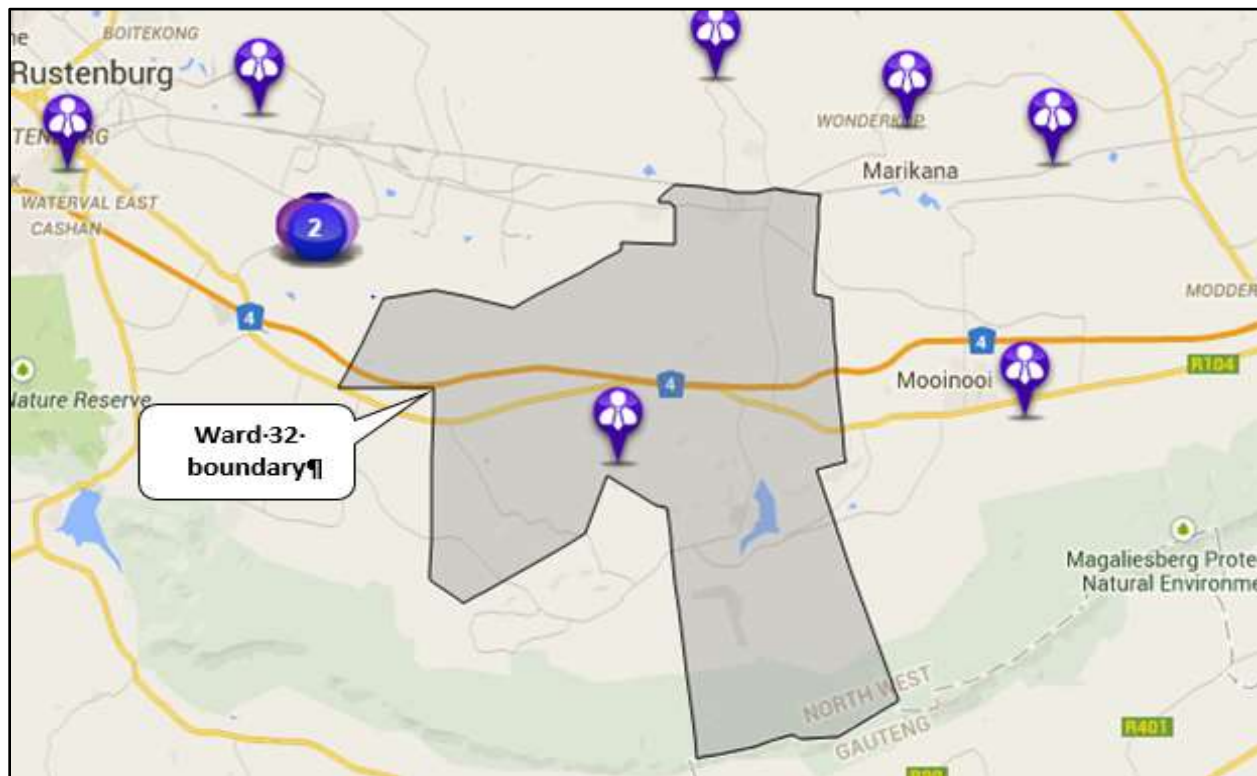 BOITEKONG
Rustenburg
WONDERKOP
Marikana
WATERVAL EAST
CASHAN
2
4
MODDER
4
4
R104
Mooinooi
Nature Reserve
Ward·32·
boundary¶
Magaliesberg Prote
Natural Environme
NORTH WEST
GAUTENG
R401